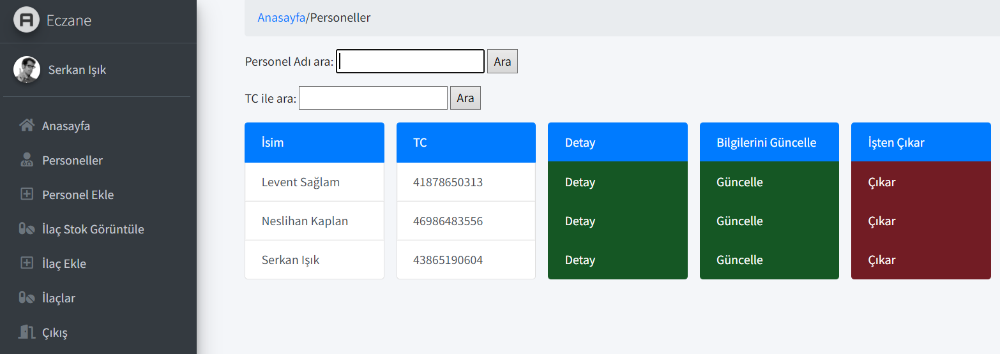 Eczane
Serkan Işık
Anasayfa
Personeller
Personel Ekle
İlaç Stok Görüntüle
İlaç Ekle
İlaçlar
Çıkış
Anasayfa/Personeller
Personel Adı ara: Ara
TC ile ara: Ara
İsim TC Detay Bilgilerini Güncelle İşten Çıkar
Levent Sağlam 41878650313 Detay Güncelle Çıkar
Neslihan Kaplan 46986483556 Detay Güncelle Çıkar
Serkan Işık 43865190604 Detay Güncelle Çıkar